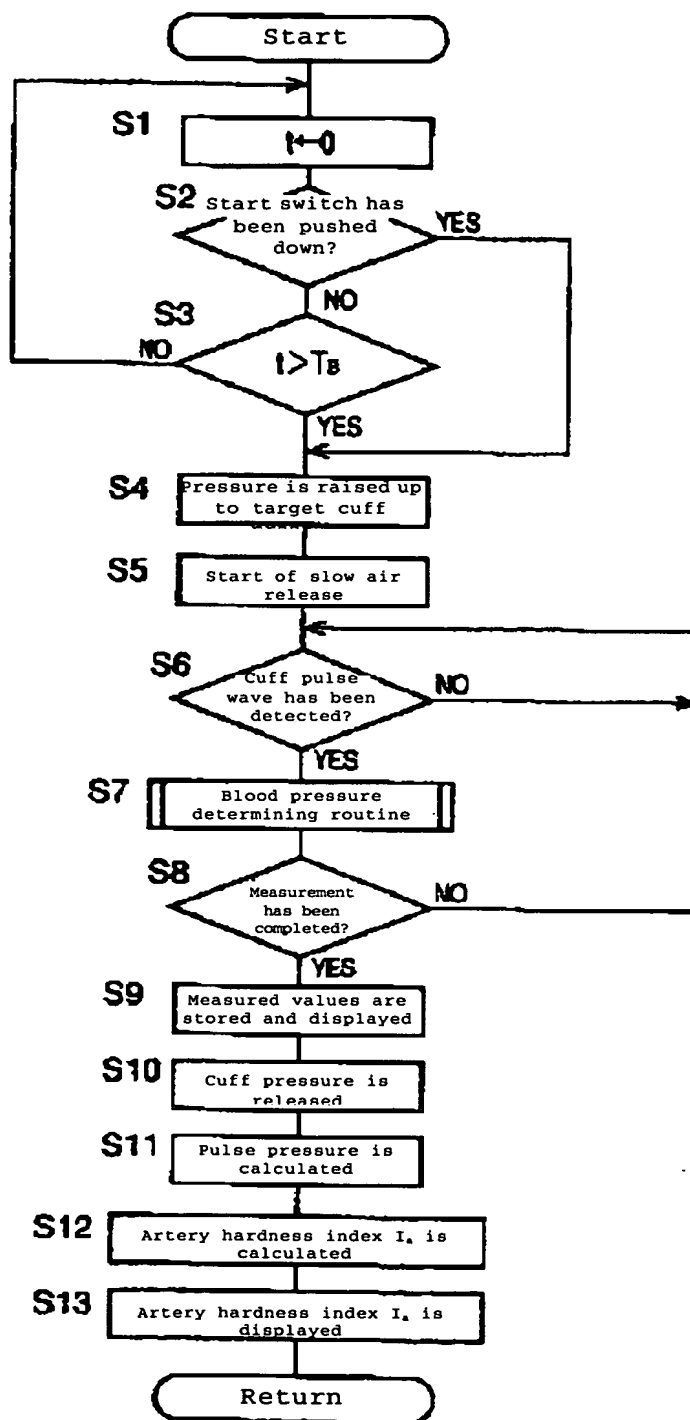 Start
S1
t←0
S2
Start switch has
been pushed
down?
YES
NO
S3
NO
t>TB
YES
S4
Pressure is raised up
to target cuff
S5
Start of slow air
release
S6
Cuff pulse
wave has been
detected?
NO
YES
S7
Blood pressure
determining routine
S8
Measurement
has been
completed?
NO
YES
S9
Measured values are
stored and displayed
S10
Cuff pressure is
released
S11
Pulse pressure is
calculated
S12
Artery hardness index Ia is
calculated
S13
Artery hardness index Ia is
displayed
Return